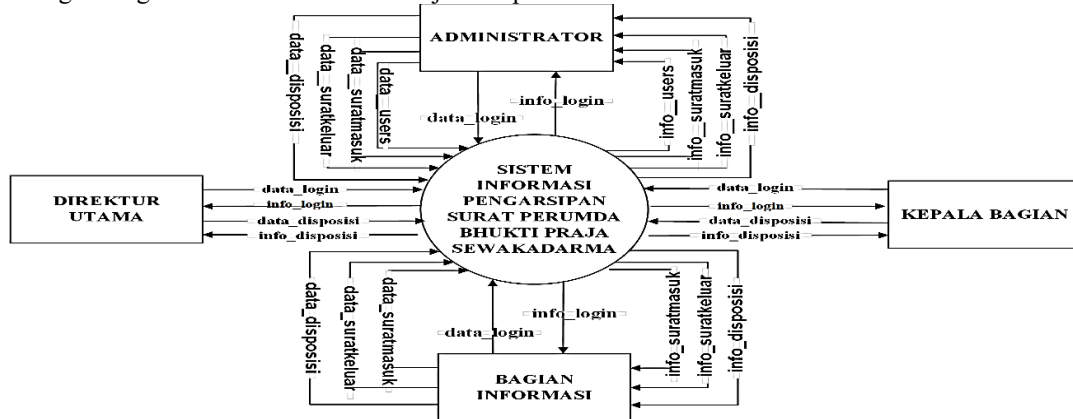 ADMINISTRATOR
data_disposisi
data_suratkeluar
data_suratmasuk
data_users
data_login
info_login
info_users
info_suratmasuk
info_suratkeluar
info_disposisi
DIREKTUR
UTAMA
data_login
info_login
data_disposisi
info_disposisi
SISTEM
INFORMASI
PENGARSIPAN
SURAT PERUMDA
BHUKTI PRAJA
SEWAKADARMA
data_login
info_login
data_disposisi
info_disposisi
KEPALA BAGIAN
data_disposisi
data_suratkeluar
data_suratmasuk
data_login
info_login
info_suratmasuk
info_suratkeluar
info_disposisi
BAGIAN
INFORMASI